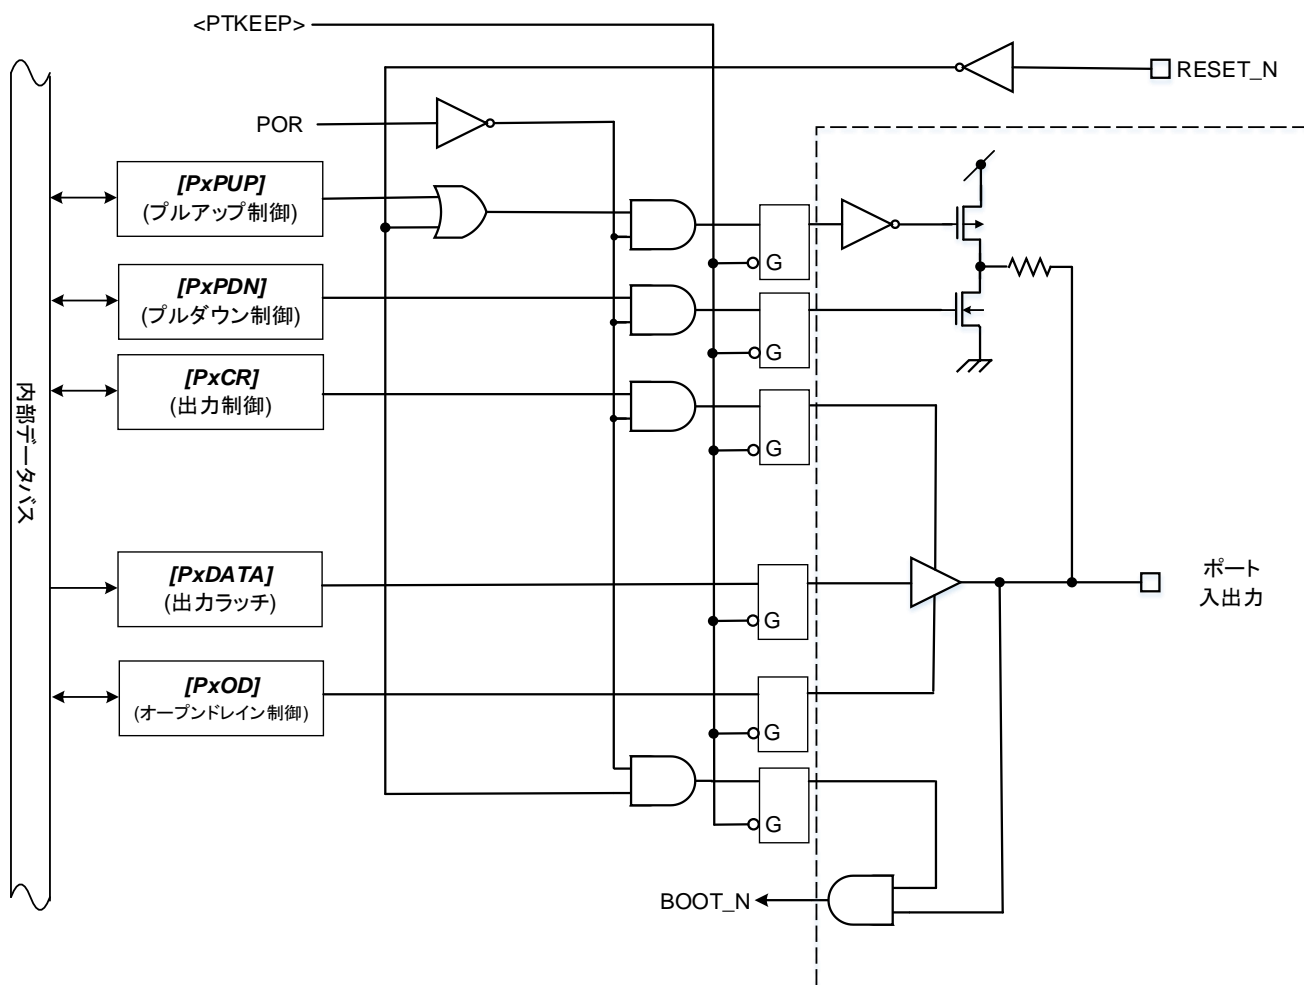 <PTKEEP>
RESET_N
POR
[PxPUP]
(プルアップ制御)
G
[PxPDN]
(プルダウン制御)
G
[PxCR]
(出力制御)
G
内部データバス
[PxDATA]
(出力ラッチ)
G
ポート
入出力
[PxOD]
(オープンドレイン制御)
G
G
BOOT_N